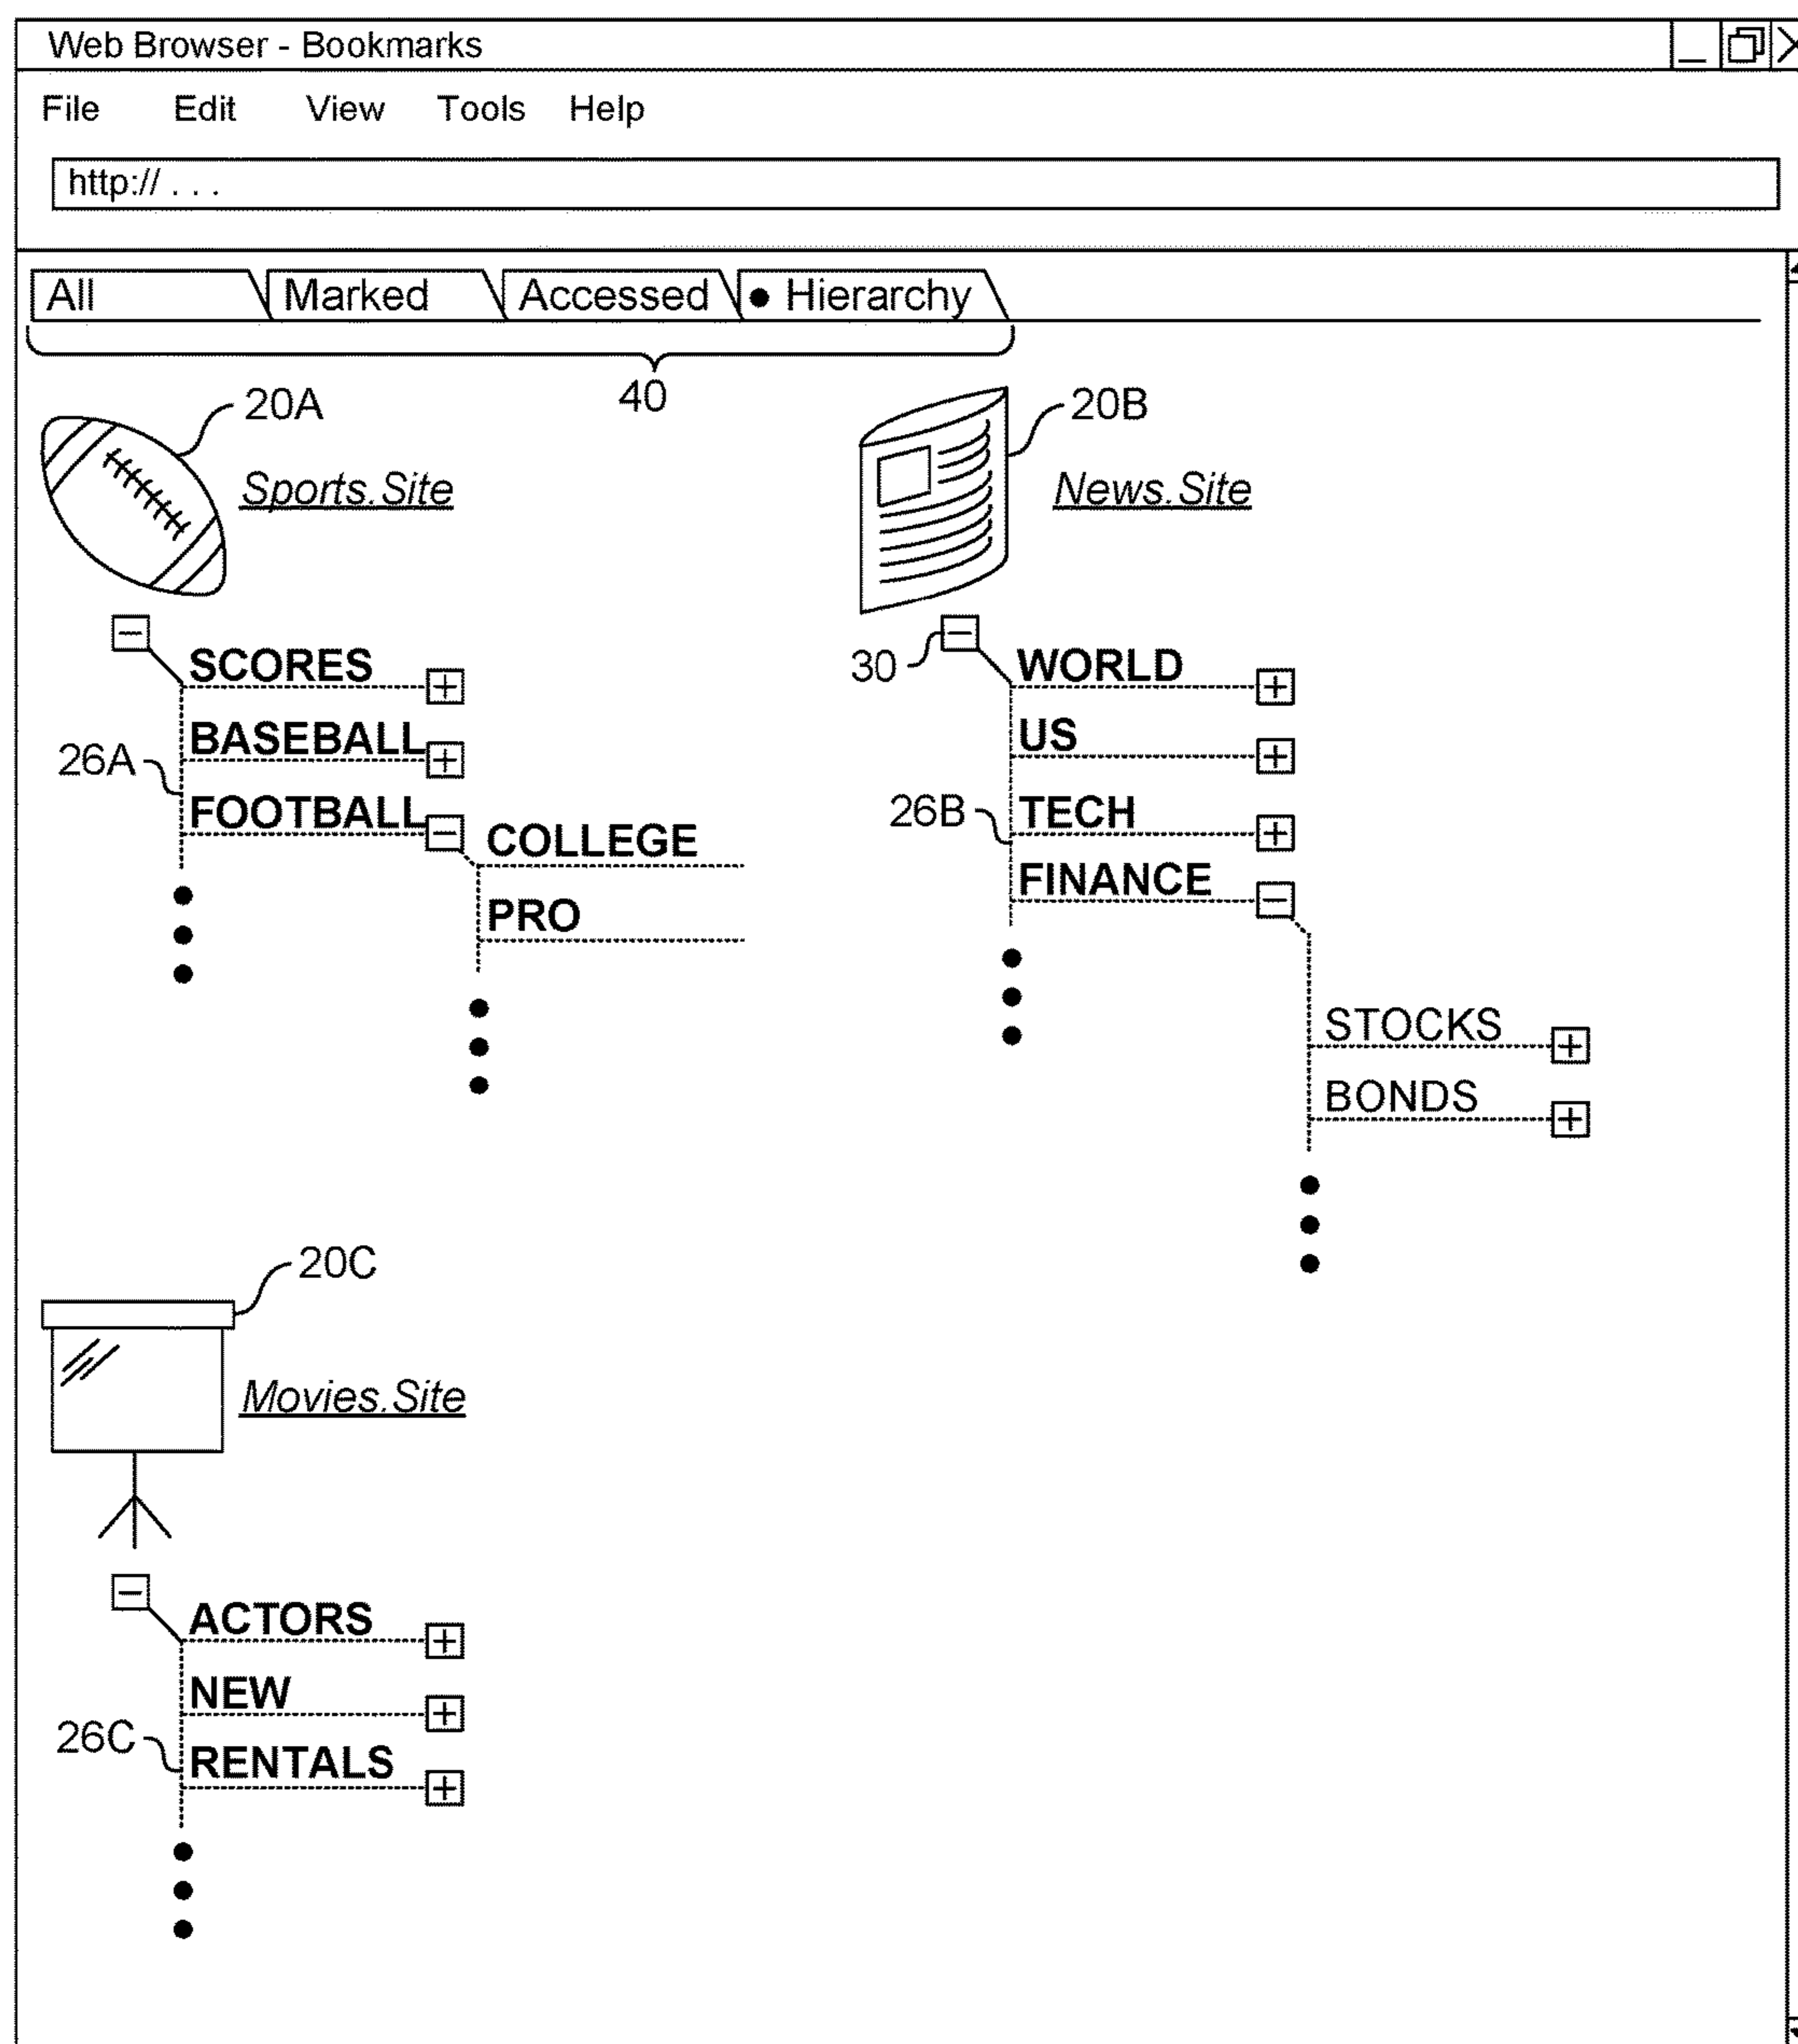 Web Browser - Bookmarks
File Edit View Tools Help
http:// . . .
All Marked Accessed • Hierarchy
40
20A
Sports.Site
SCORES
BASEBALL
26A
FOOTBALL
COLLEGE
PRO
20B
News.Site
30
WORLD
US
26B
TECH
FINANCE
STOCKS
BONDS
20C
Movies.Site
ACTORS
NEW
26C
RENTALS